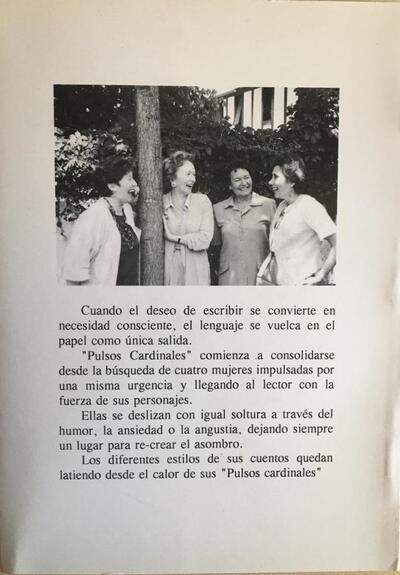 Cuando el deseo de escribir se convierte en
necesidad consciente, el lenguaje se vuelca en el
papel como única salida.
"Pulsos Cardinales" comienza a consolidarse
desde la búsqueda de cuatro mujeres impulsadas por
una misma urgencia y llegando al lector con la
fuerza de sus personajes.
Ellas se deslizan con igual soltura a través del
humor, la ansiedad o la angustia, dejando siempre
un lugar para re-crear el asombro.
Los diferentes estilos de sus cuentos quedan
latiendo desde el calor de sus "Pulsos cardinales"